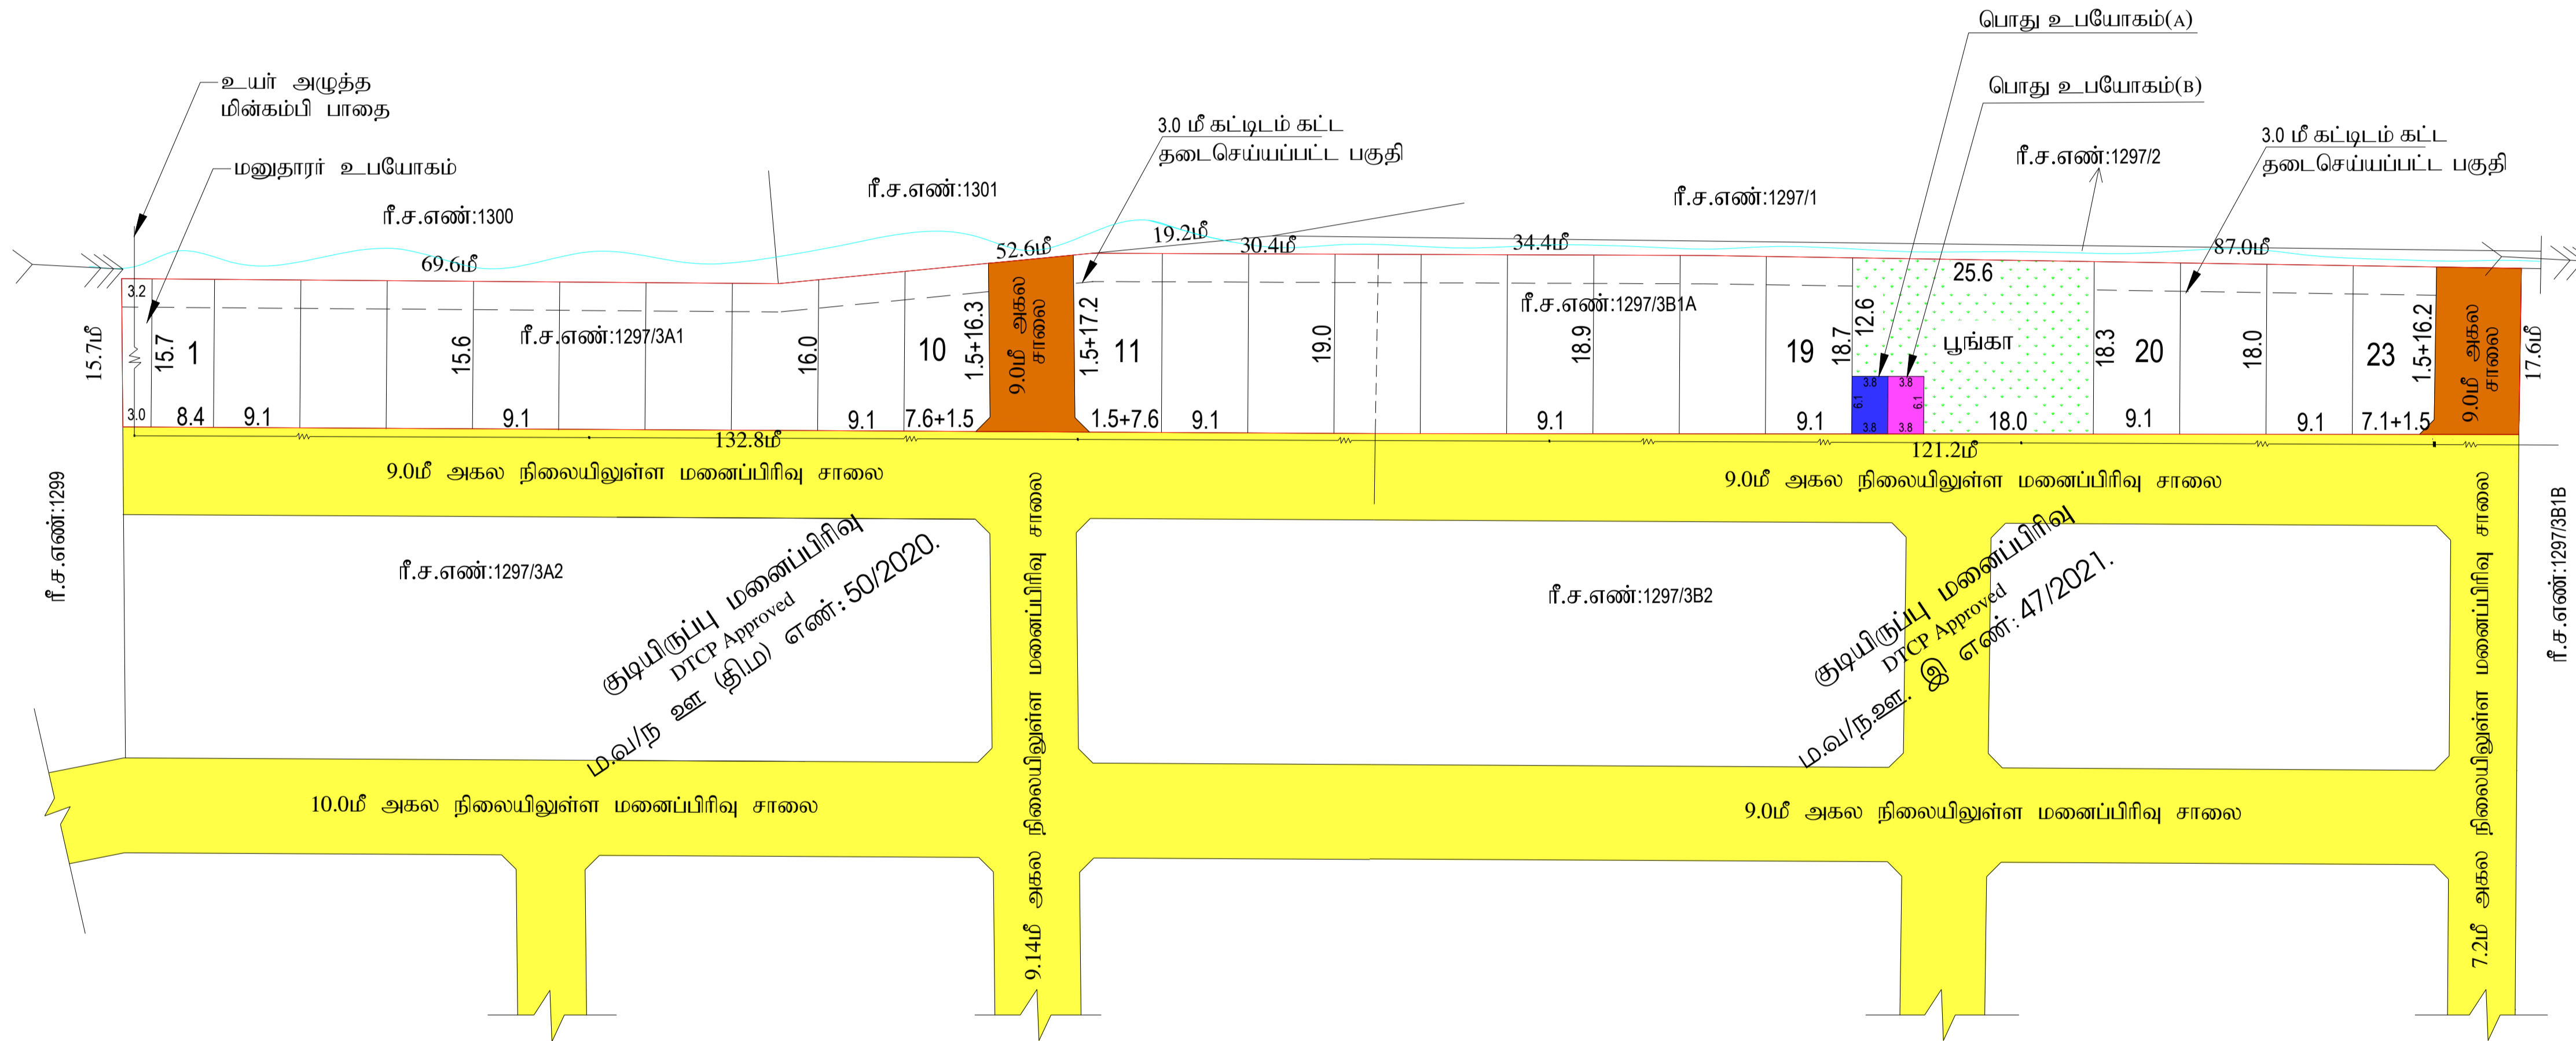 பொது உபயோகம்(A)
பொது உபயோகம்(B)
உயர் அழுத்த
மின்கம்பி பாதை
மனுதாரர் உபயோகம்
3.0 மீ கட்டிடம் கட்ட
தடைசெய்யப்பட்ட பகுதி
3.0 மீ கட்டிடம் கட்ட
தடைசெய்யப்பட்ட பகுதி
ரீ.ச.எண்:1300
ரீ.ச.எண்:1301
ரீ.ச.எண்:1297/1
ரீ.ச.எண்:1297/2
69.6மீ
52.6மீ
19.2மீ
30.4மீ
34.4மீ
87.0மீ
25.6
3.2
15.7மீ
15.7
1
15.6
ரீ.ச.எண்:1297/3A1
16.0
10
1.5+16.3
9.0மீ அகல
சாலை
1.5+17.2
11
19.0
ரீ.ச.எண்:1297/3B1A
18.9
19
18.7
12.6
பூங்கா
18.3
20
18.0
23
1.5+16.2
9.0மீ அகல
சாலை
17.6மீ
3.8
3.8
6.1
6.1
3.8
3.8
3.0
8.4
9.1
9.1
9.1
7.6+1.5
1.5+7.6
9.1
9.1
9.1
18.0
9.1
9.1
7.1+1.5
132.8மீ
121.2மீ
9.0மீ அகல நிலையிலுள்ள மனைப்பிரிவு சாலை
9.0மீ அகல நிலையிலுள்ள மனைப்பிரிவு சாலை
ரீ.ச.எண்:1299
ரீ.ச.எண்:1297/3A2
குடியிருப்பு மனைப்பிரிவு
DTCP Approved
ம.வ/ந ஊ (தி.ம) எண்:50/2020.
9.14மீ அகல நிலையிலுள்ள மனைப்பிரிவு சாலை
ரீ.ச.எண்:1297/3B2
குடியிருப்பு மனைப்பிரிவு
DTCP Approved
ம.வ/ந.ஊ. இ எண்:47/2021.
7.2மீ அகல நிலையிலுள்ள மனைப்பிரிவு சாலை
ரீ.ச.எண்:1297/3B1B
10.0மீ அகல நிலையிலுள்ள மனைப்பிரிவு சாலை
9.0மீ அகல நிலையிலுள்ள மனைப்பிரிவு சாலை